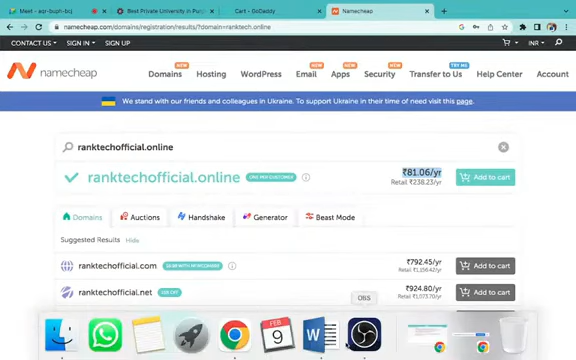 Meet - apr-buph-bcj
Best Private University in Punj
Cart - GoDaddy
Namecheap
namecheap.com/domains/registration/results/?domain=ranktech.online
CONTACT US
SIGN IN
SIGN UP
INR
namecheap
Domains
NEW
Hosting
WordPress
Email
NEW
Apps
NEW
Security
NEW
Transfer to Us
TRY ME
Help Center
Account
We stand with our friends and colleagues in Ukraine. To support Ukraine in their time of need visit this page.
ranktechofficial.online
ranktechofficial.online
ONE PER CUSTOMER
₹81.06/yr
Retail ₹238.23/yr
Add to cart
Domains
Auctions
Handshake
Generator
Beast Mode
Suggested Results
Hide
ranktechofficial.com
₹792.45/yr
Retail ₹1,156.42/yr
Add to cart
ranktechofficial.net
₹924.80/yr
Retail ₹1,073.70/yr
Add to cart
OBS
FEB
9
W